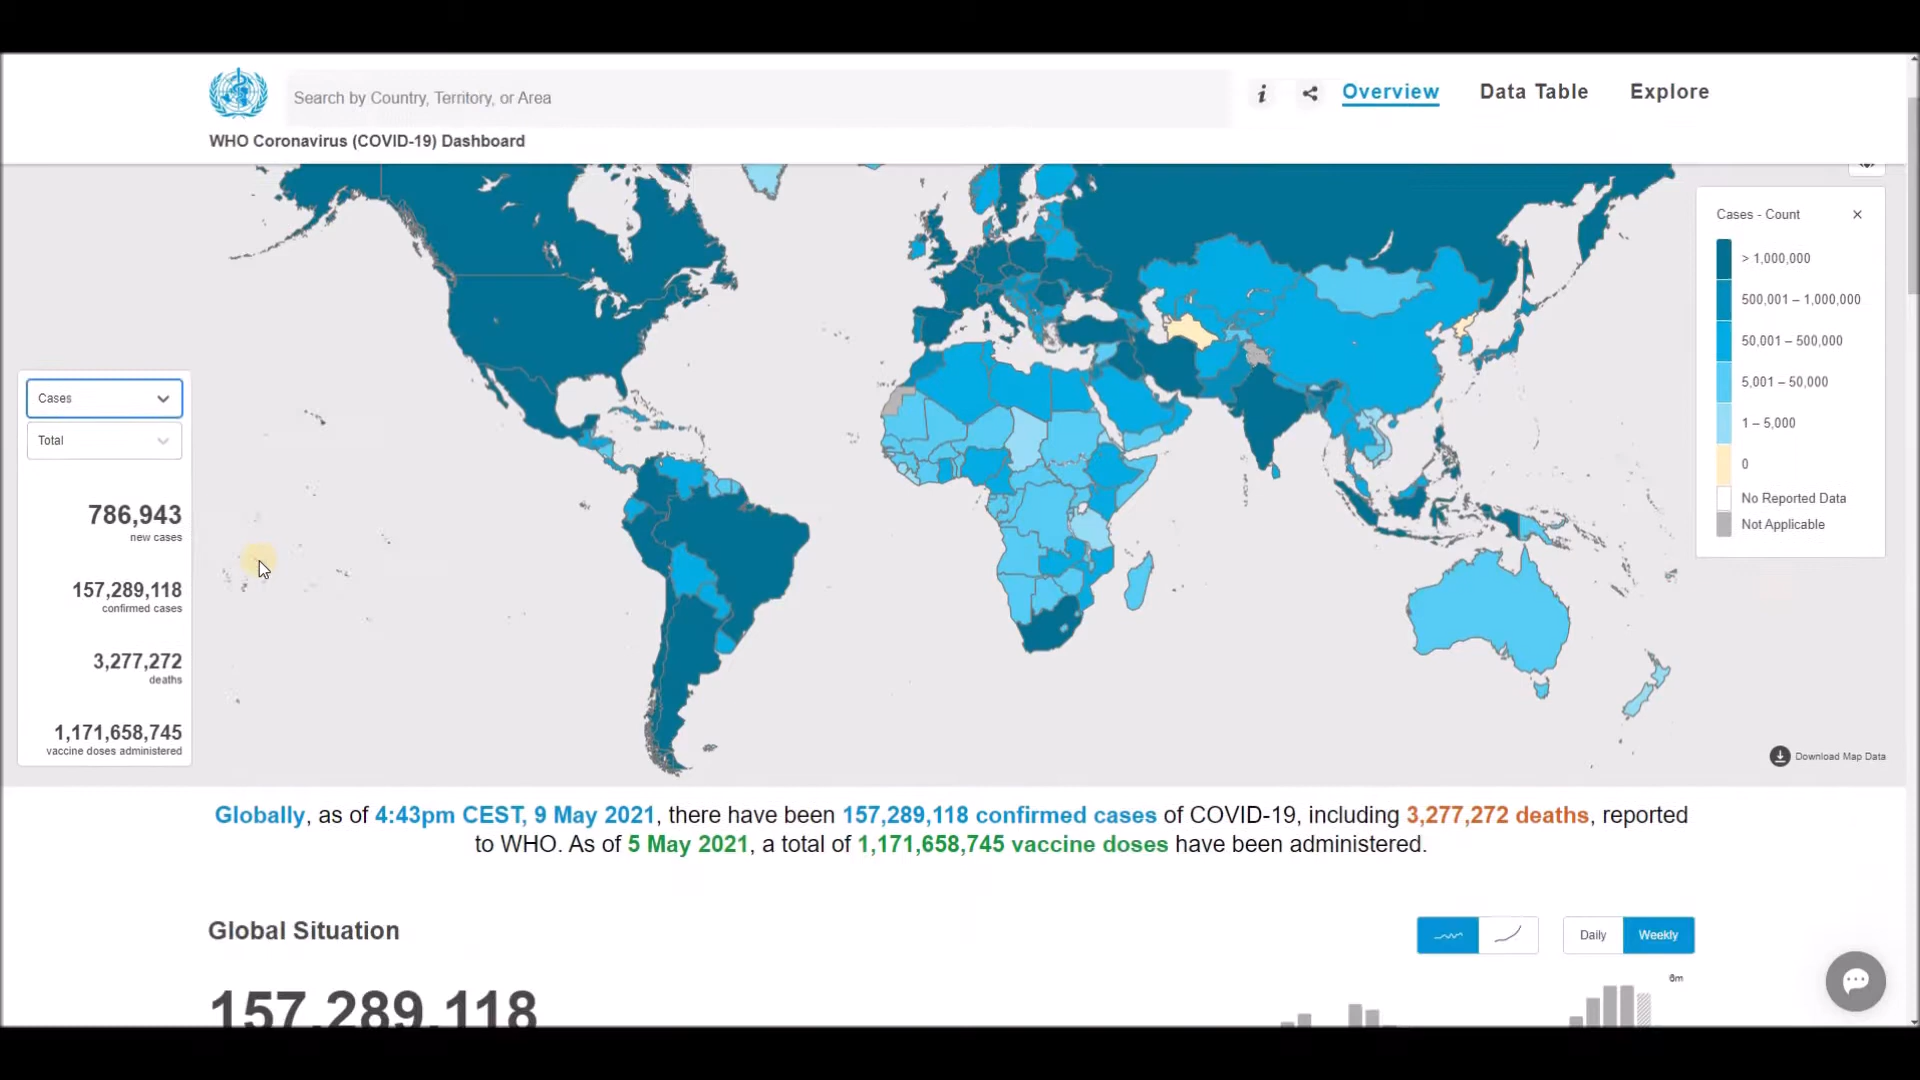 Search by Country, Territory, or Area
Overview
Data Table
Explore
WHO Coronavirus (COVID-19) Dashboard
Cases - Count
> 1,000,000
500,001 – 1,000,000
50,001 – 500,000
5,001 – 50,000
1 – 5,000
0
No Reported Data
Not Applicable
Cases
Total
786,943
new cases
157,289,118
confirmed cases
3,277,272
deaths
1,171,658,745
vaccine doses administered
Download Map Data
Globally, as of 4:43pm CEST, 9 May 2021, there have been 157,289,118 confirmed cases of COVID-19, including 3,277,272 deaths, reported
to WHO. As of 5 May 2021, a total of 1,171,658,745 vaccine doses have been administered.
Global Situation
Daily
Weekly
6m
157,289,118